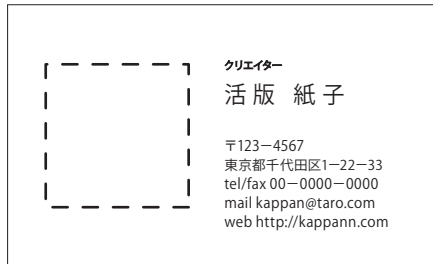 クリエイター
活版 紙子
〒123－4567
東京都千代田区1－22－33
tel/fax 00－0000－0000
mail kappan@taro.com
web http://kappann.com